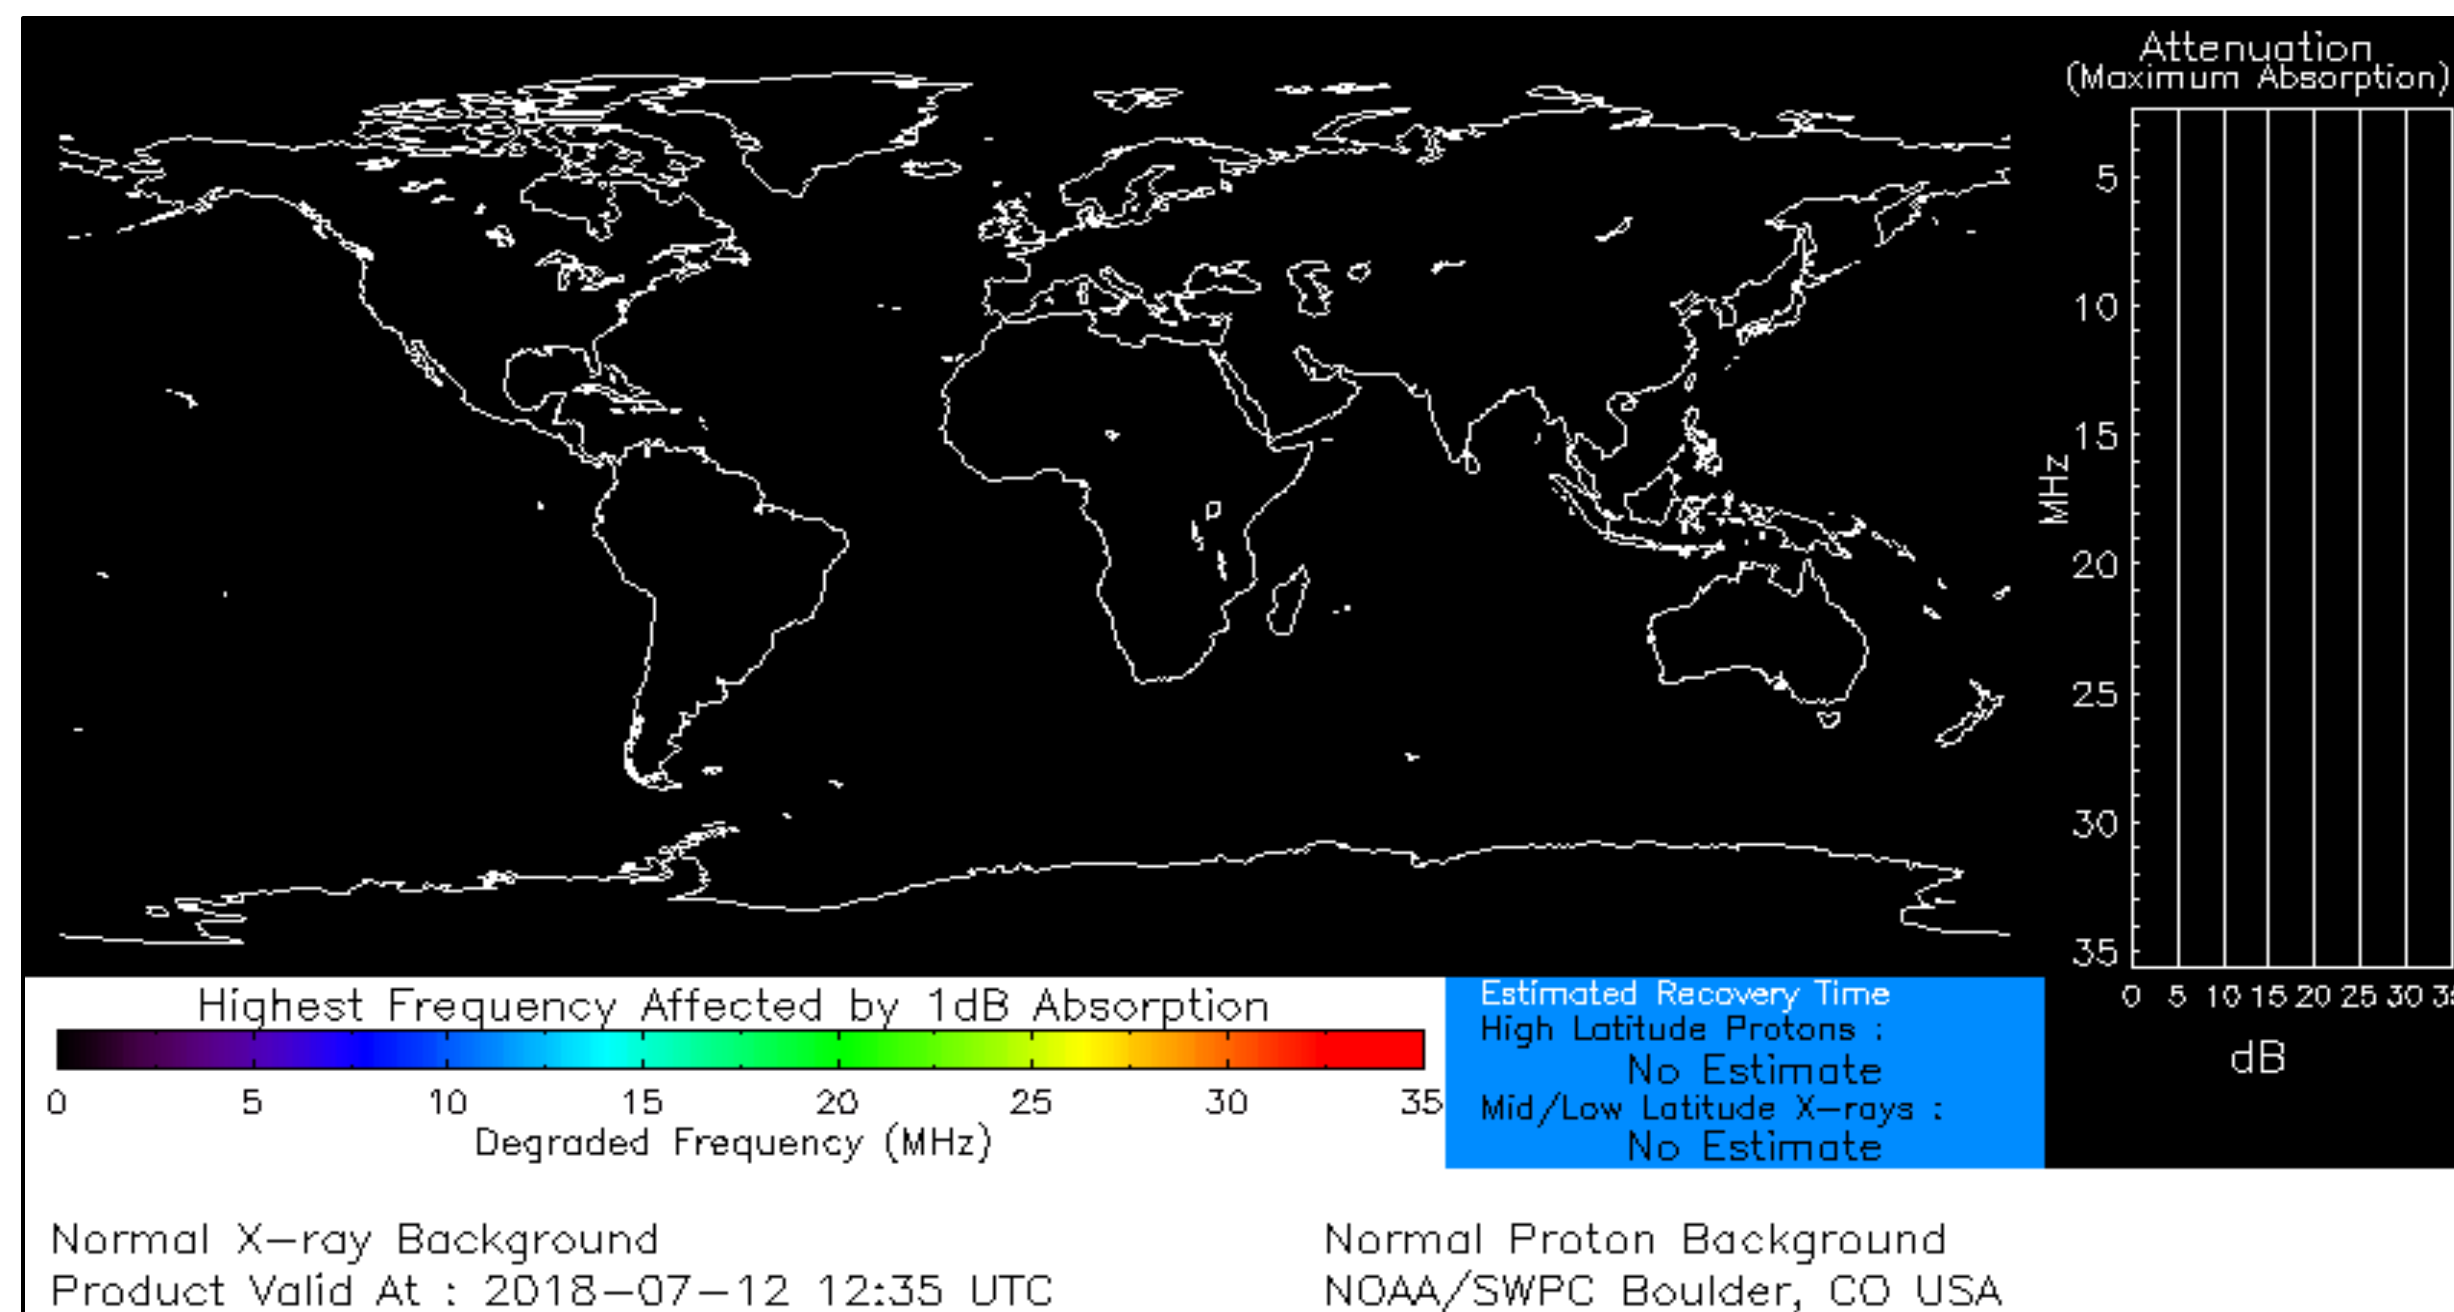 Attenuation
(Maximum Absorption)
5
10
15
20
25
30
35
MHz
0 5 10 15 20 25 30
dB
Highest Frequency Affected by 1dB Absorption
0 5 10 15 20 25 30 35
Degraded Frequency (MHz)
Estimated Recovery Time
High Latitude Protons :
No Estimate
Mid/Low Latitude X-rays :
No Estimate
Normal X-ray Background
Normal Proton Background
Product Valid At : 2018-07-12 12:35 UTC
NOAA/SWPC Boulder, CO USA